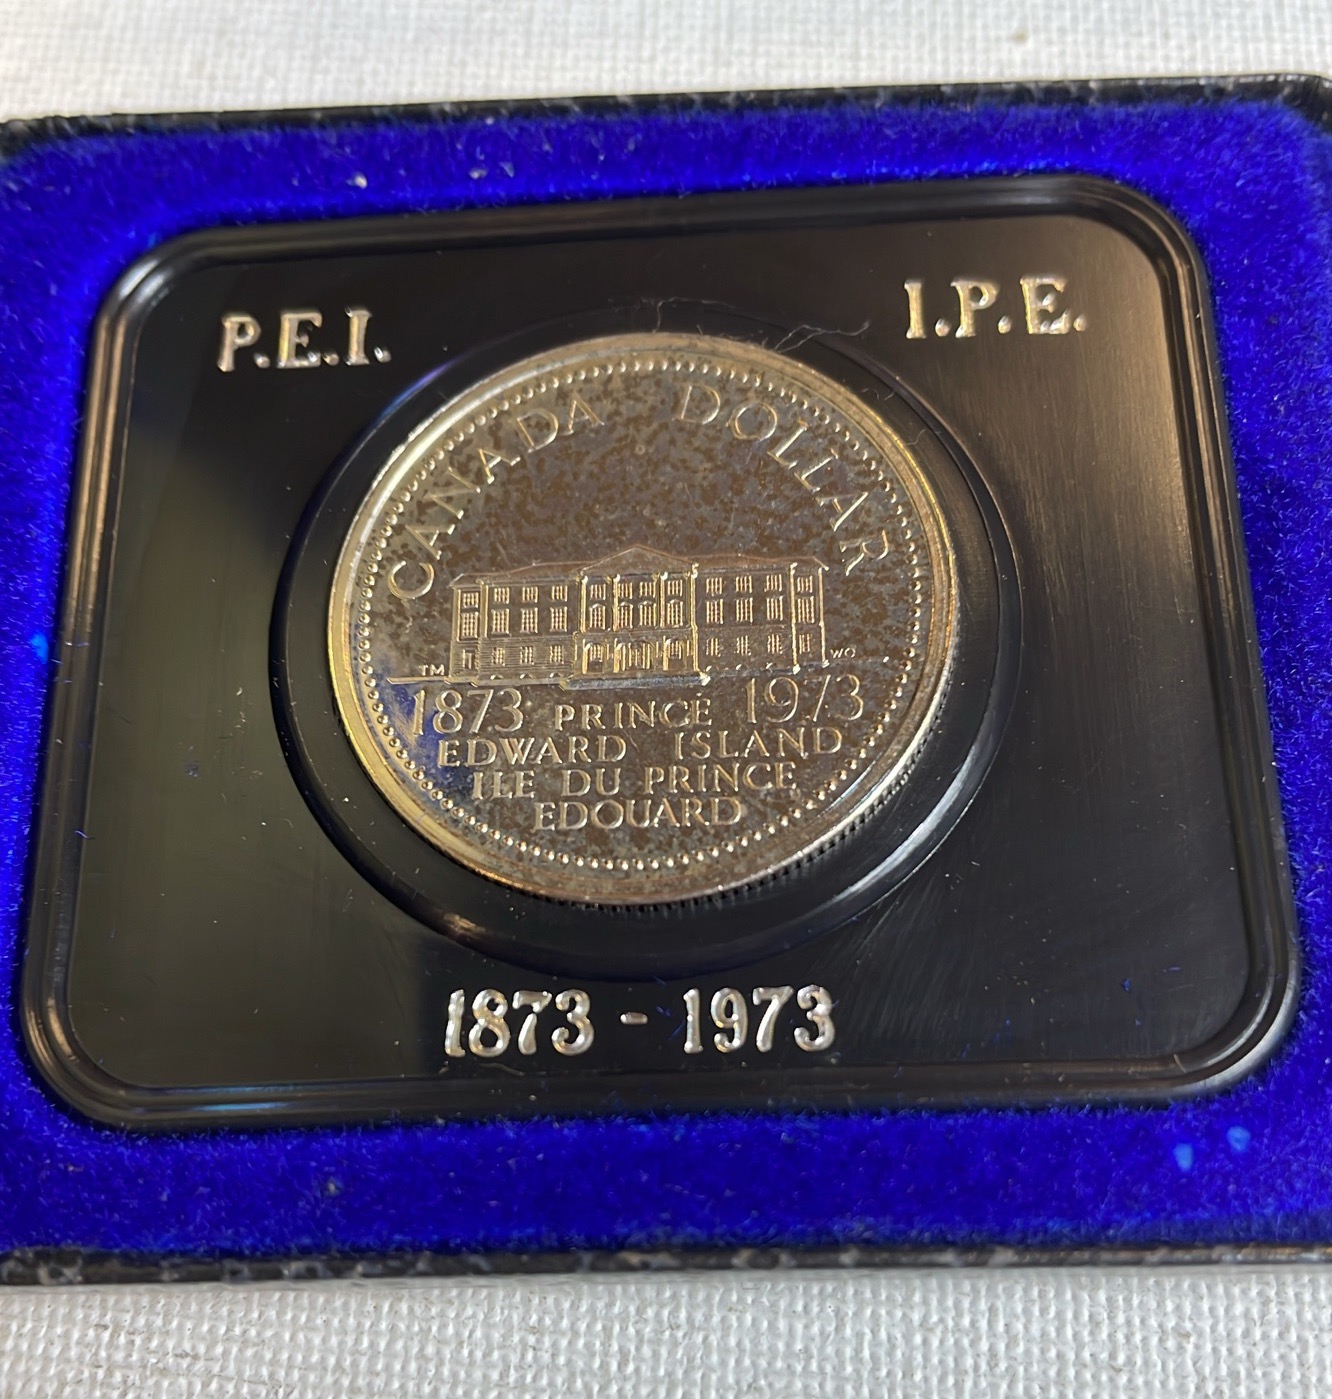 P.E.I.
I.P.E.
CANADA DOLLAR
TM
WO
1873 PRINCE 1973
EDWARD ISLAND
ILE DU PRINCE
EDOUARD
1873 - 1973